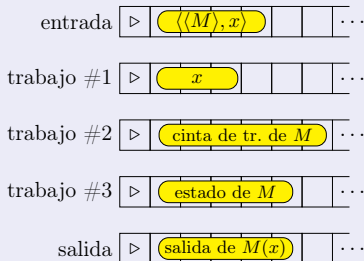 entrada ▷ ⟨⟨M⟩, x⟩ ···
trabajo #1 ▷ x ···
trabajo #2 ▷ cinta de tr. de M ···
trabajo #3 ▷ estado de M ···
salida ▷ salida de M(x) ···